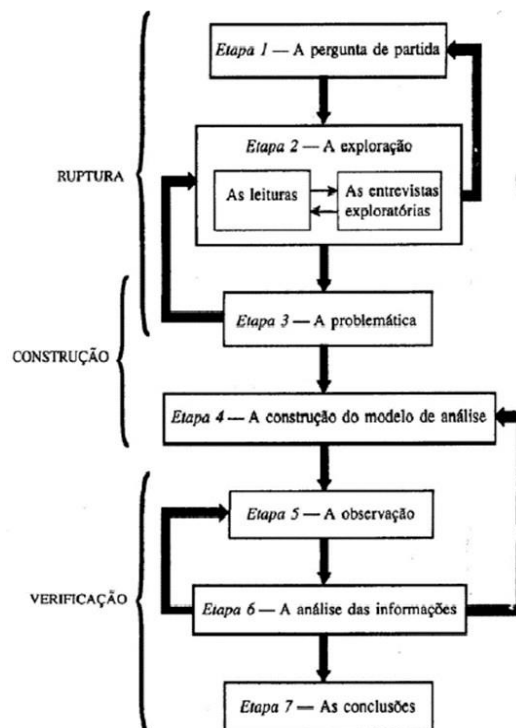 Etapa 1 — A pergunta de partida
Etapa 2 — A exploração
RUPTURA
As leituras
As entrevistas
exploratórias
Etapa 3 — A problemática
CONSTRUÇÃO
Etapa 4 — A construção do modelo de análise
Etapa 5 — A observação
VERIFICAÇÃO
Etapa 6 — A análise das informações
Etapa 7 — As conclusões